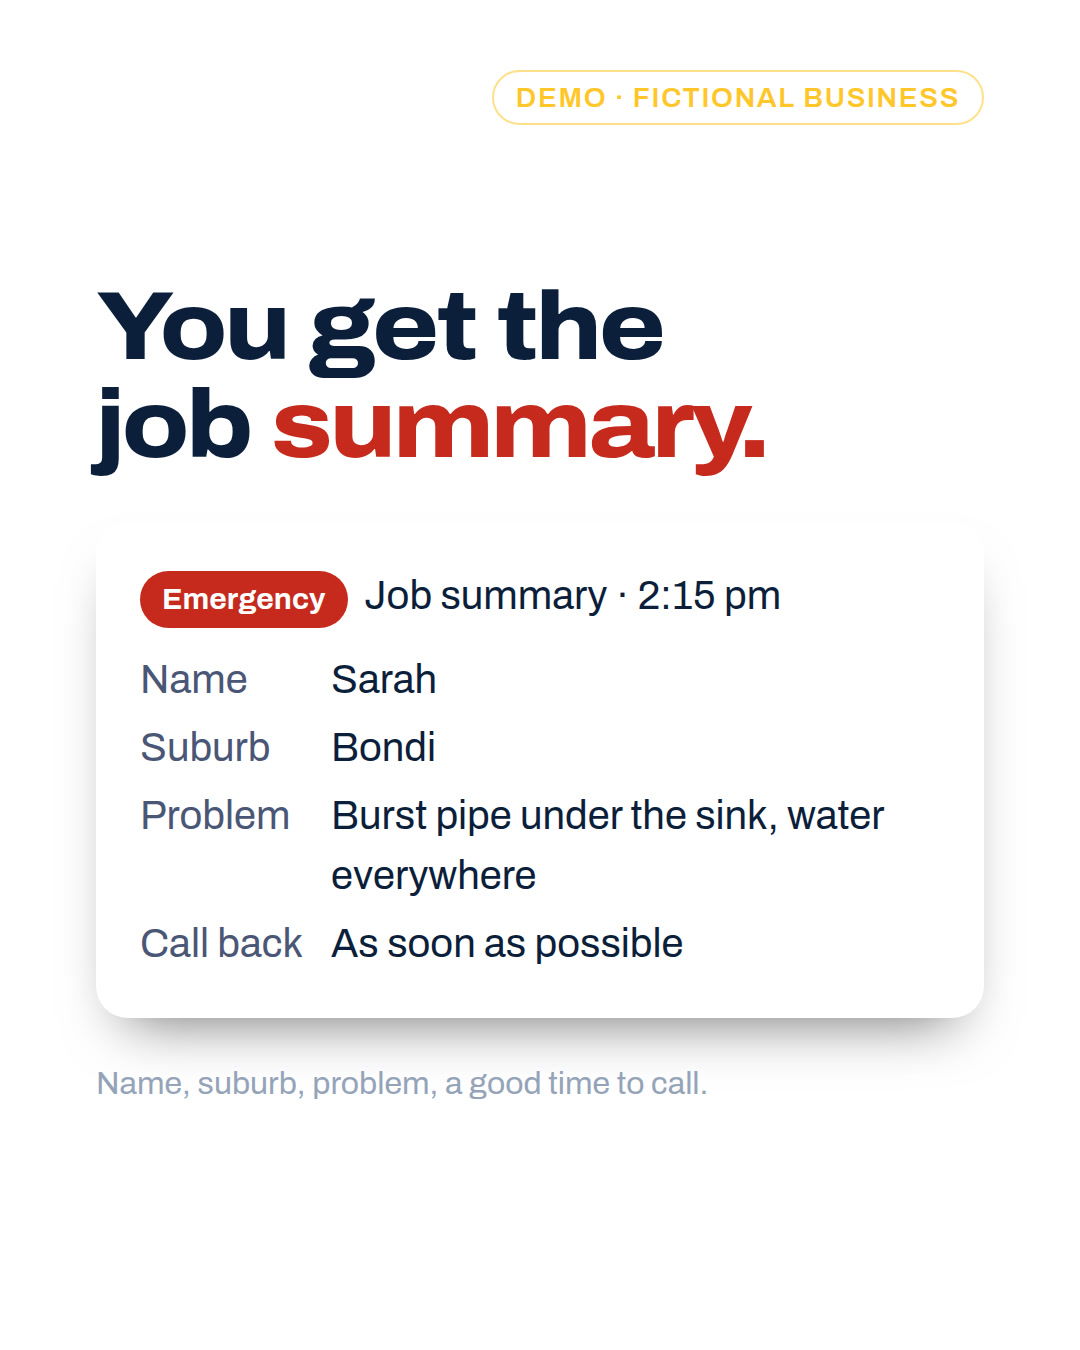 DEMO · FICTIONAL BUSINESS
You get the
job summary.
Emergency Job summary · 2:15 pm
Name Sarah
Suburb Bondi
Problem Burst pipe under the sink, water
everywhere
Call back As soon as possible
Name, suburb, problem, a good time to call.